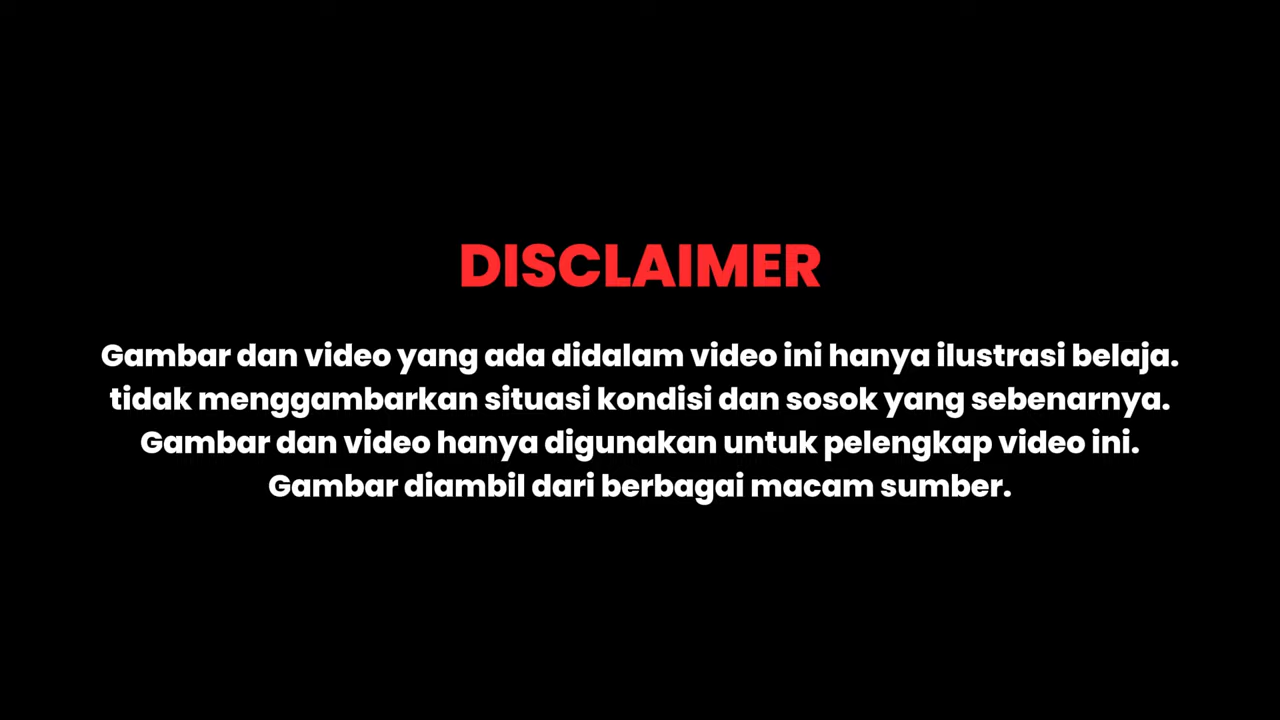 DISCLAIMER
Gambar dan video yang ada didalam video ini hanya ilustrasi belaja.
tidak menggambarkan situasi kondisi dan sosok yang sebenarnya.
Gambar dan video hanya digunakan untuk pelengkap video ini.
Gambar diambil dari berbagai macam sumber.